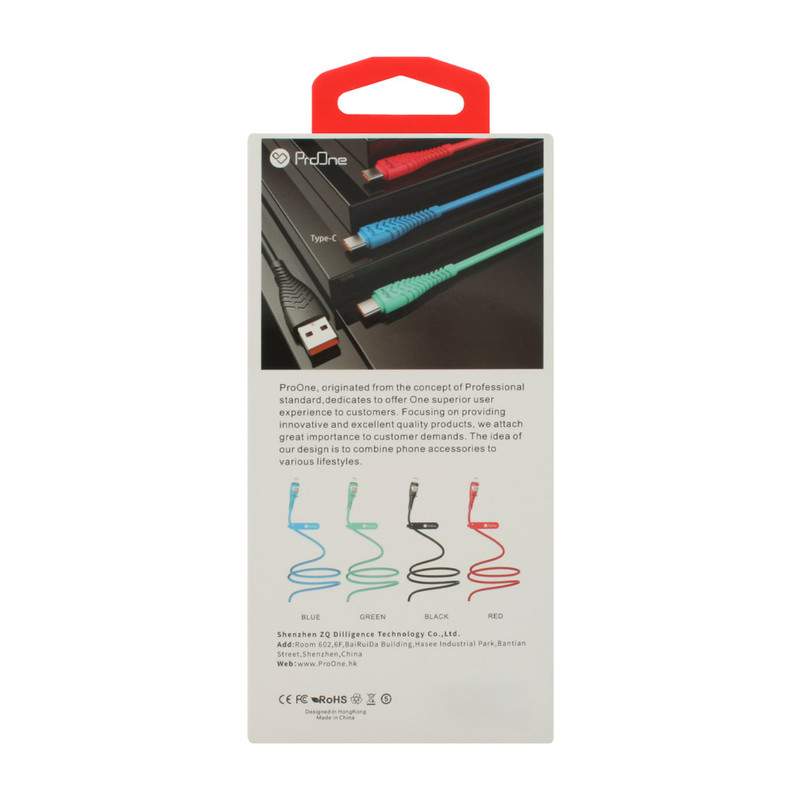 ProOne
Type-C
ProOne, originated from the concept of Professional
standard,dedicates to offer One superior user
experience to customers. Focusing on providing
innovative and excellent quality products, we attach
great importance to customer demands. The idea of
our design is to combine phone accessories to
various lifestyles.
BLUE GREEN BLACK RED
Shenzhen ZQ Dilligence Technology Co.,Ltd.
Add:Room 602,6F,BaiRuiDa Building,Hasee Industrial Park,Bantian
Street,Shenzhen,China
Web:www.ProOne.hk
CE FC RoHS 5
Designed in HongKong
Made in China